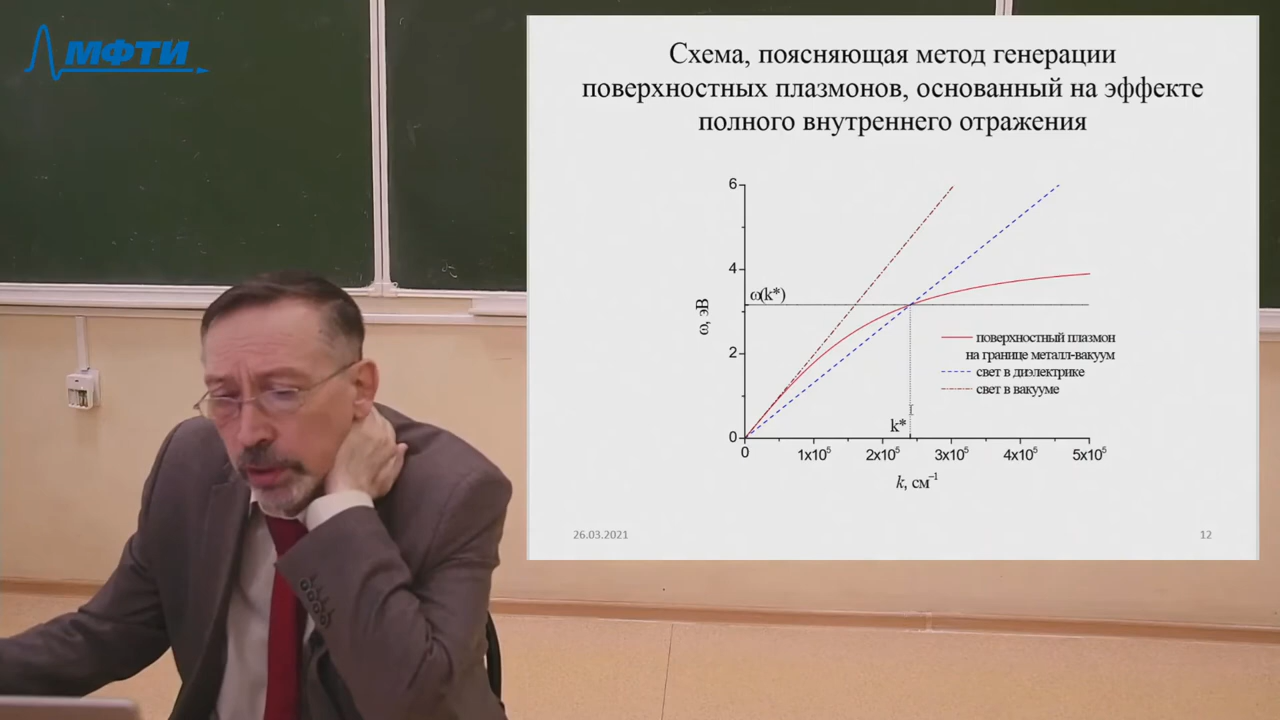 МФТИ
Схема, поясняющая метод генерации
поверхностных плазмонов, основанный на эффекте
полного внутреннего отражения
6
4
2
0
ω, эВ
ω(k*)
k*
поверхностный плазмон
на границе металл-вакуум
свет в диэлектрике
свет в вакууме
0
1x10⁵
2x10⁵
3x10⁵
4x10⁵
5x10⁵
k, см⁻¹
26.03.2021
12